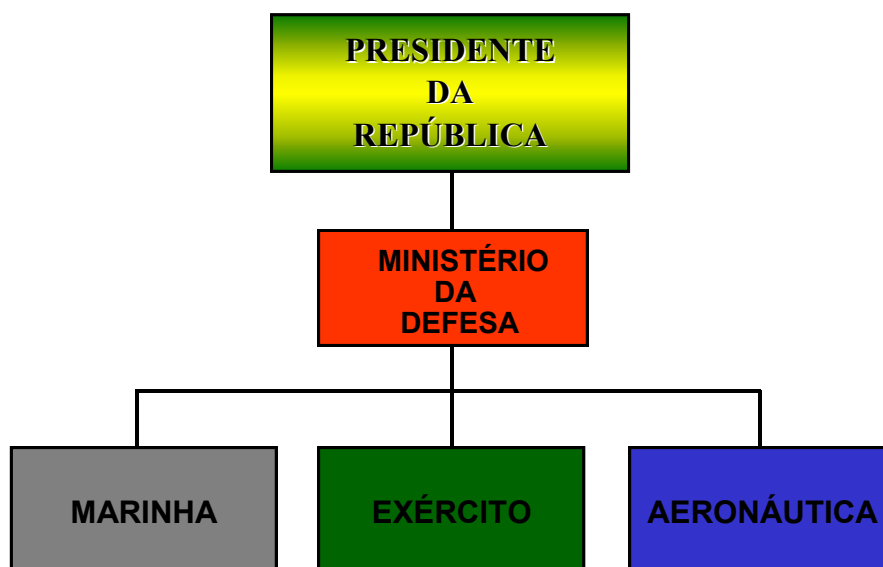 PRESIDENTE
DA
REPÚBLICA
MINISTÉRIO
DA
DEFESA
MARINHA
EXÉRCITO
AERONÁUTICA